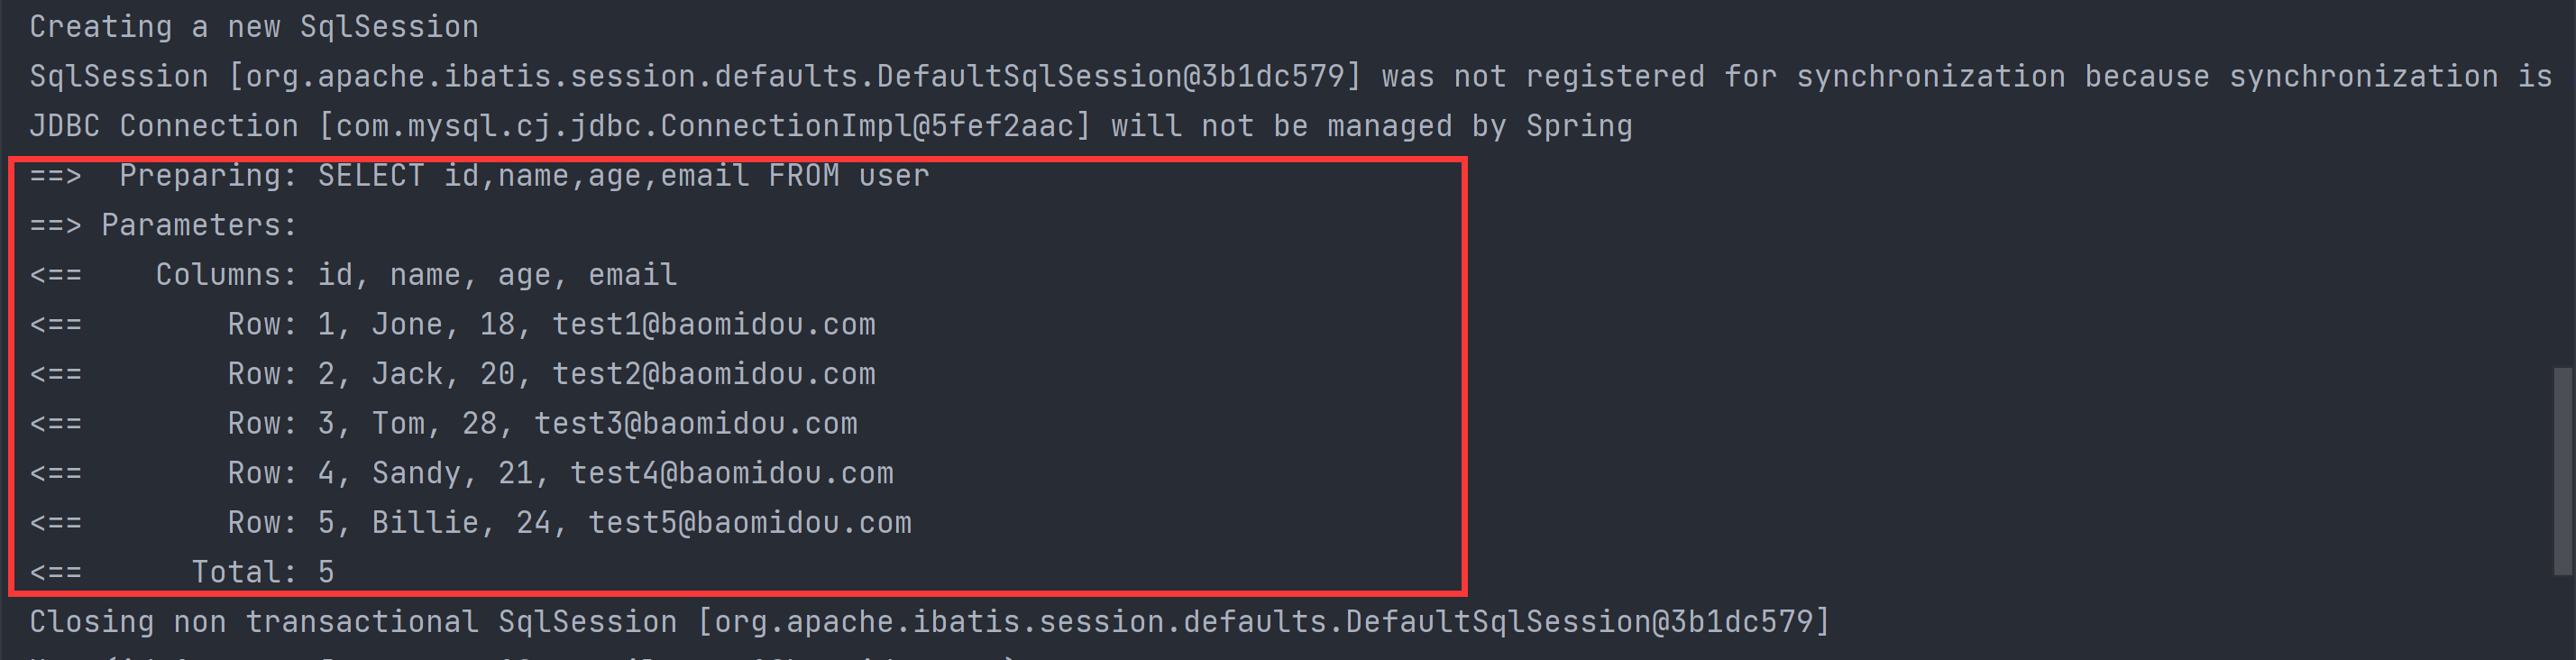 Creating a new SqlSession
SqlSession [org.apache.ibatis.session.defaults.DefaultSqlSession@3b1dc579] was not registered for synchronization because synchronization is
JDBC Connection [com.mysql.cj.jdbc.ConnectionImpl@5fef2aac] will not be managed by Spring
==>  Preparing: SELECT id,name,age,email FROM user
==> Parameters:
<==    Columns: id, name, age, email
<==        Row: 1, Jone, 18, test1@baomidou.com
<==        Row: 2, Jack, 20, test2@baomidou.com
<==        Row: 3, Tom, 28, test3@baomidou.com
<==        Row: 4, Sandy, 21, test4@baomidou.com
<==        Row: 5, Billie, 24, test5@baomidou.com
<==      Total: 5
Closing non transactional SqlSession [org.apache.ibatis.session.defaults.DefaultSqlSession@3b1dc579]